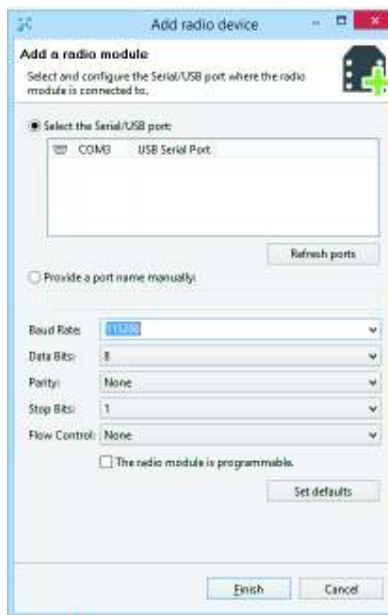 Add radio device
Add a radio module
Select and configure the Serial/USB port where the radio
module is connected to.
Select the Serial/USB port:
COM3 USB Serial Port
Refresh ports
Provide a port name manually:
Baud Rate: 115200
Data Bits: 8
Parity: None
Stop Bits: 1
Flow Control: None
The radio module is programmable.
Set defaults
Finish Cancel